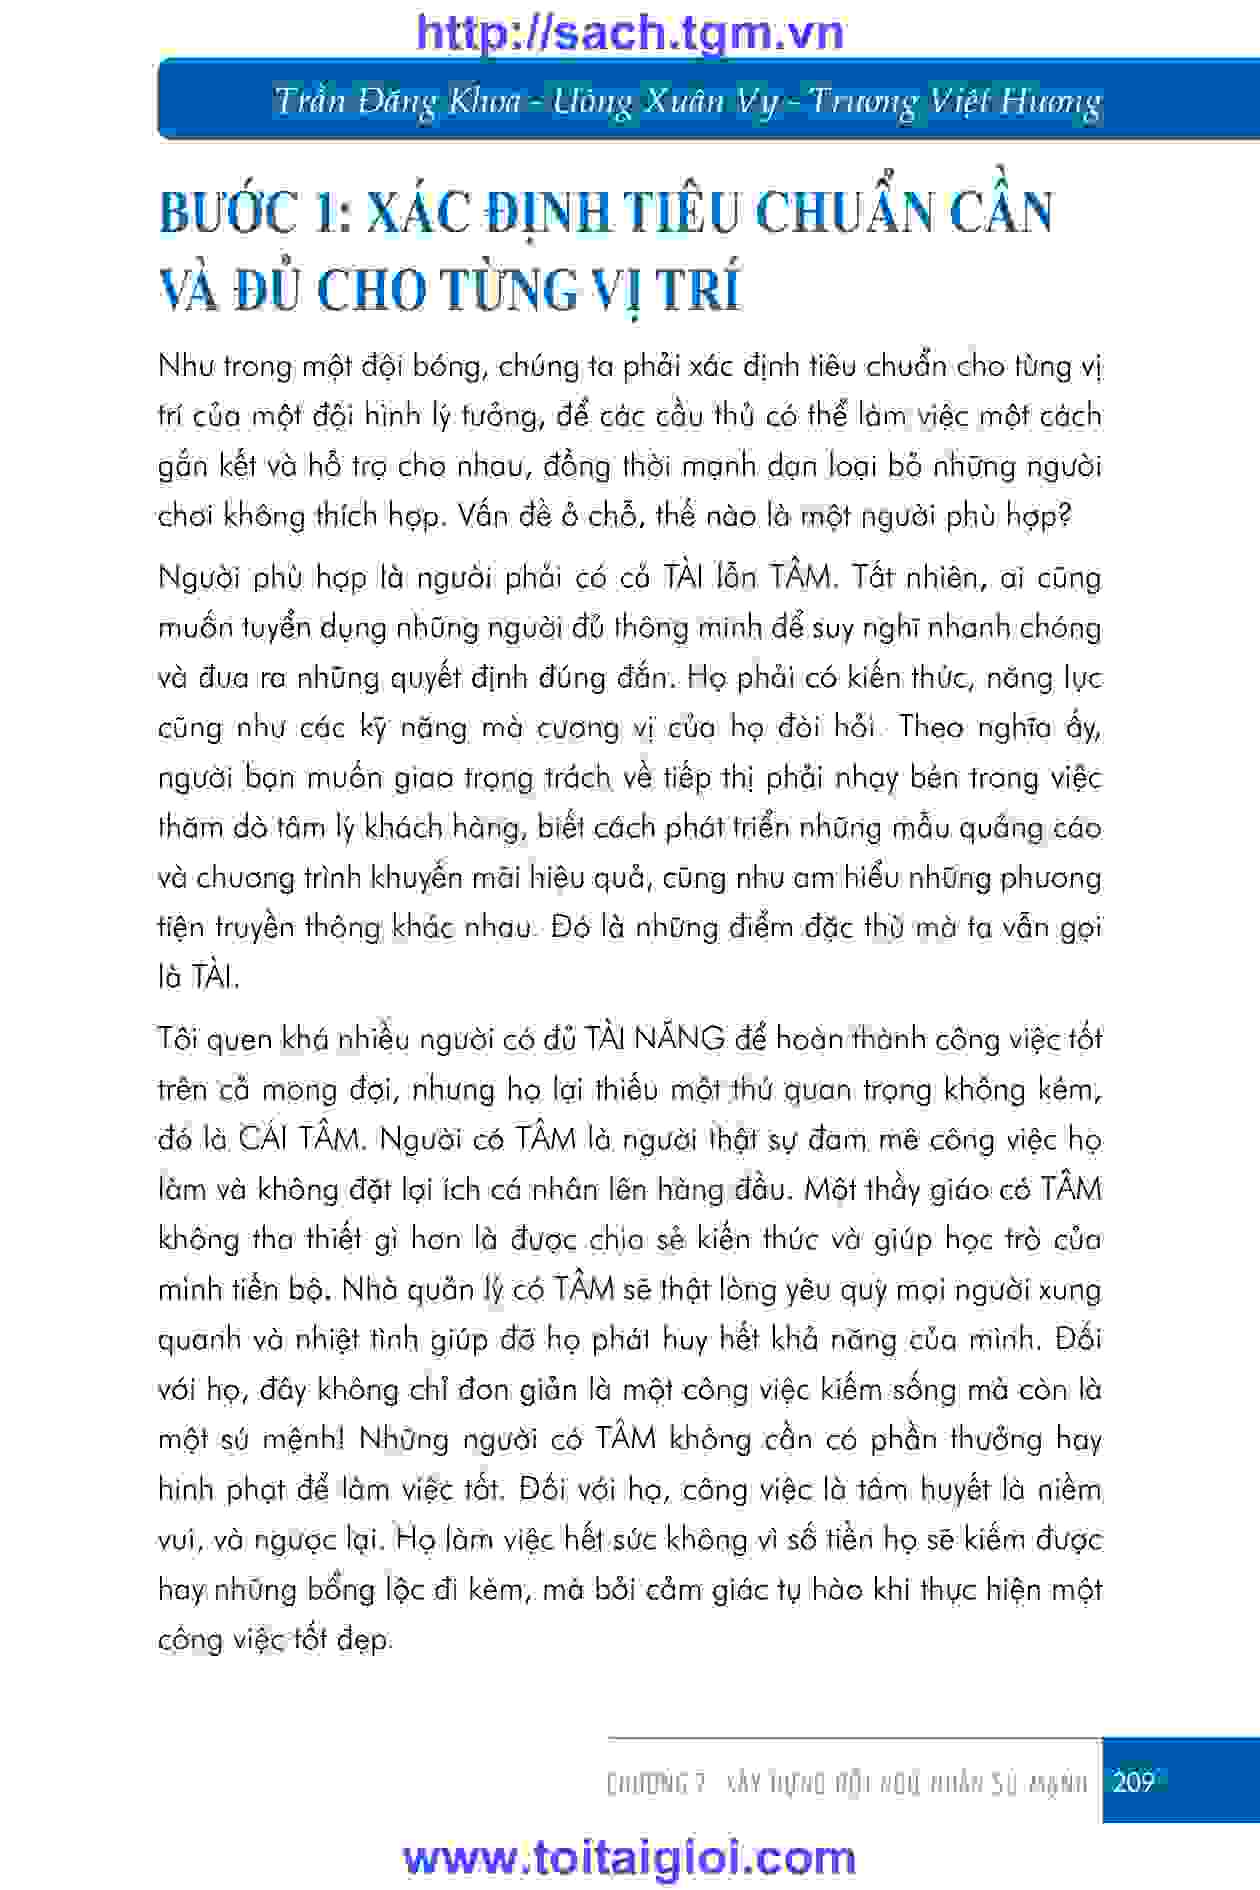 http://sach.tgm.vn
Trần Đăng Khoa - Uông Xuân Vy - Trương Việt Hương
BƯỚC 1: XÁC ĐỊNH TIÊU CHUẨN CẦN
VÀ ĐỦ CHO TỪNG VỊ TRÍ
Như trong một đội bóng, chúng ta phải xác định tiêu chuẩn cho từng vị
trí của một đội hình lý tưởng, để các cầu thủ có thể làm việc một cách
gắn kết và hỗ trợ cho nhau, đồng thời mạnh dạn loại bỏ những người
chơi không thích hợp. Vấn đề ở chỗ, thế nào là một người phù hợp?
Người phù hợp là người phải có cả TÀI lẫn TÂM. Tất nhiên, ai cũng
muốn tuyển dụng những người đủ thông minh để suy nghĩ nhanh chóng
và đưa ra những quyết định đúng đắn. Họ phải có kiến thức, năng lực
cũng như các kỹ năng mà cương vị của họ đòi hỏi. Theo nghĩa ấy,
người bạn muốn giao trọng trách về tiếp thị phải nhạy bén trong việc
thăm dò tâm lý khách hàng, biết cách phát triển những mẫu quảng cáo
và chương trình khuyến mãi hiệu quả, cũng như am hiểu những phương
tiện truyền thông khác nhau. Đó là những điểm đặc thù mà ta vẫn gọi
là TÀI.
Tôi quen khá nhiều người có đủ TÀI NĂNG để hoàn thành công việc tốt
trên cả mong đợi, nhưng họ lại thiếu một thứ quan trọng không kém,
đó là CÁI TÂM. Người có TÂM là người thật sự đam mê công việc họ
làm và không đặt lợi ích cá nhân lên hàng đầu. Một thầy giáo có TÂM
không tha thiết gì hơn là được chia sẻ kiến thức và giúp học trò của
mình tiến bộ. Nhà quản lý có TÂM sẽ thật lòng yêu quý mọi người xung
quanh và nhiệt tình giúp đỡ họ phát huy hết khả năng của mình. Đối
với họ, đây không chỉ đơn giản là một công việc kiếm sống mà còn là
một sứ mệnh! Những người có TÂM không cần có phần thưởng hay
hình phạt để làm việc tốt. Đối với họ, công việc là tâm huyết là niềm
vui, và ngược lại. Họ làm việc hết sức không vì số tiền họ sẽ kiếm được
hay những bổng lộc đi kèm, mà bởi cảm giác tự hào khi thực hiện một
công việc tốt đẹp.
CHƯƠNG 7 XÂY DỰNG ĐỘI NGŨ NHÂN SỰ MẠNH 209
www.toitaigioi.com